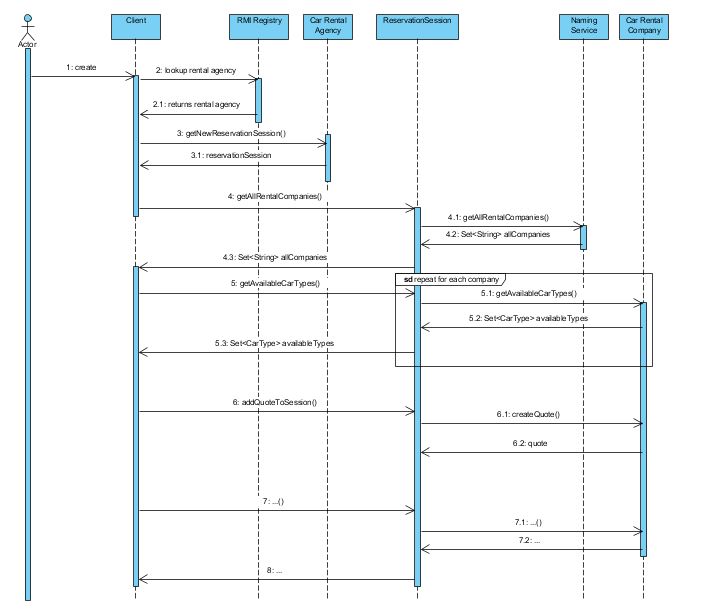 Actor
Client
RMI Registry
Car Rental
Agency
ReservationSession
Naming
Service
Car Rental
Company
1: create
2: lookup rental agency
2.1: returns rental agency
3: getNewReservationSession()
3.1: reservationSession
4: getAllRentalCompanies()
4.1: getAllRentalCompanies()
4.2: Set<String> allCompanies
4.3: Set<String> allCompanies
sd repeat for each company
5: getAvailableCarTypes()
5.1: getAvailableCarTypes()
5.2: Set<CarType> availableTypes
5.3: Set<CarType> availableTypes
6: addQuoteToSession()
6.1: createQuote()
6.2: quote
7: ...()
7.1: ...()
7.2: ...
8: ...